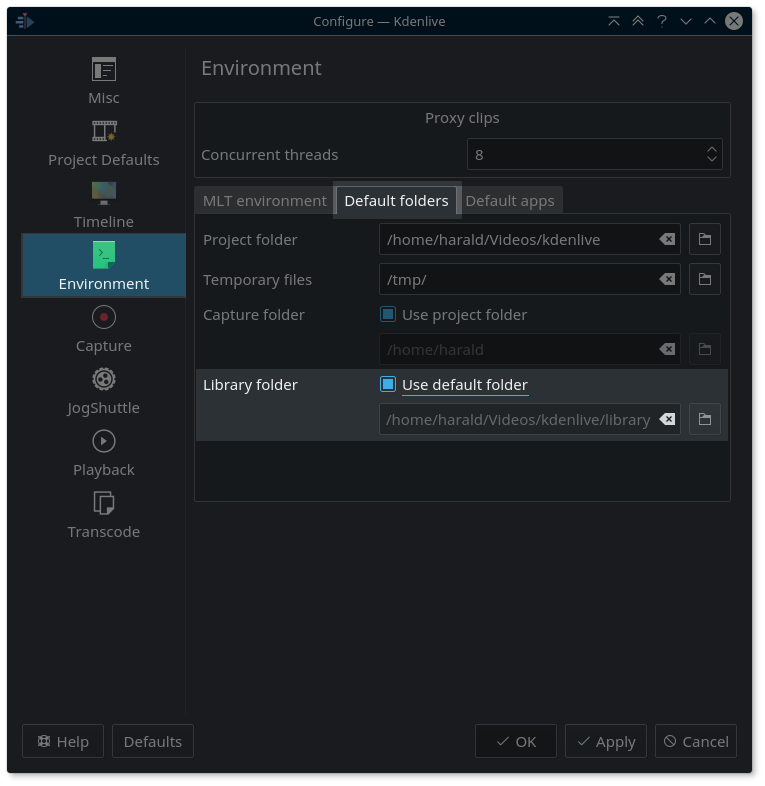 Configure — Kdenlive
Misc
Project Defaults
Timeline
Environment
Capture
JogShuttle
Playback
Transcode
Environment
Proxy clips
Concurrent threads 8
MLT environment Default folders Default apps
Project folder /home/harald/Videos/kdenlive
Temporary files /tmp/
Capture folder Use project folder
/home/harald
Library folder Use default folder
/home/harald/Videos/kdenlive/library
Help Defaults OK Apply Cancel